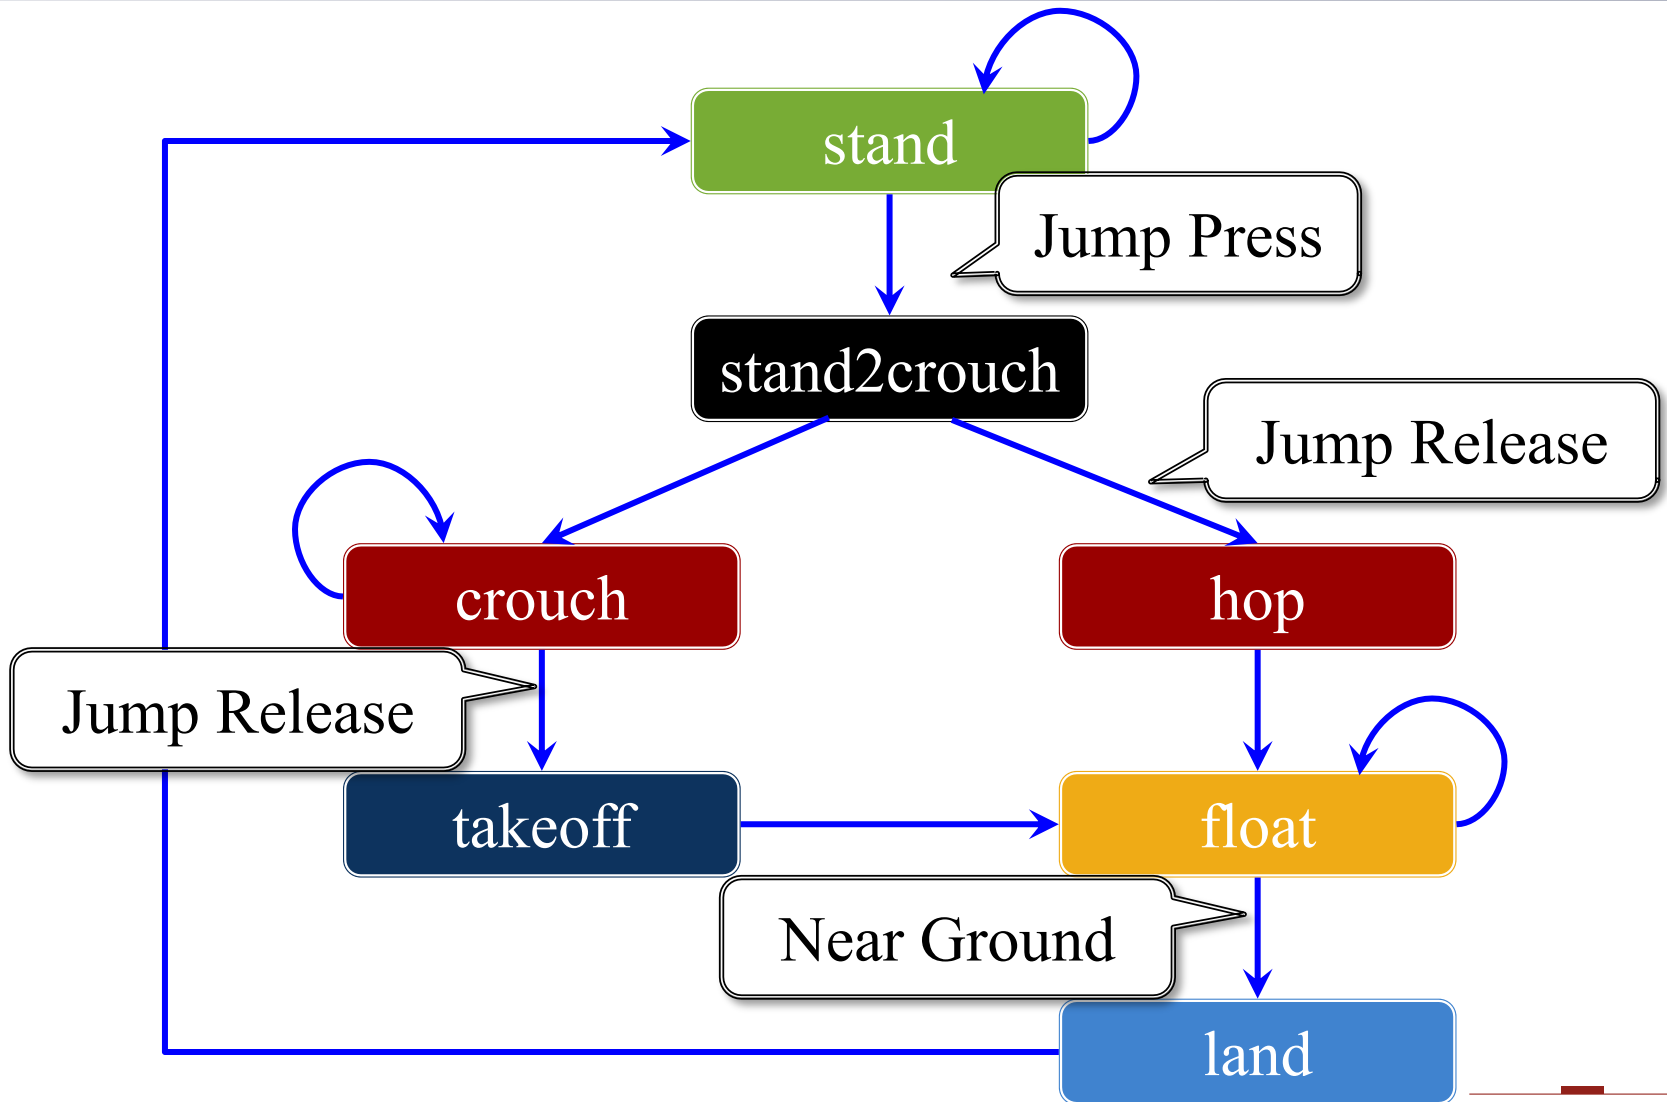 stand
Jump Press
stand2crouch
Jump Release
crouch
hop
Jump Release
takeoff
float
Near Ground
land